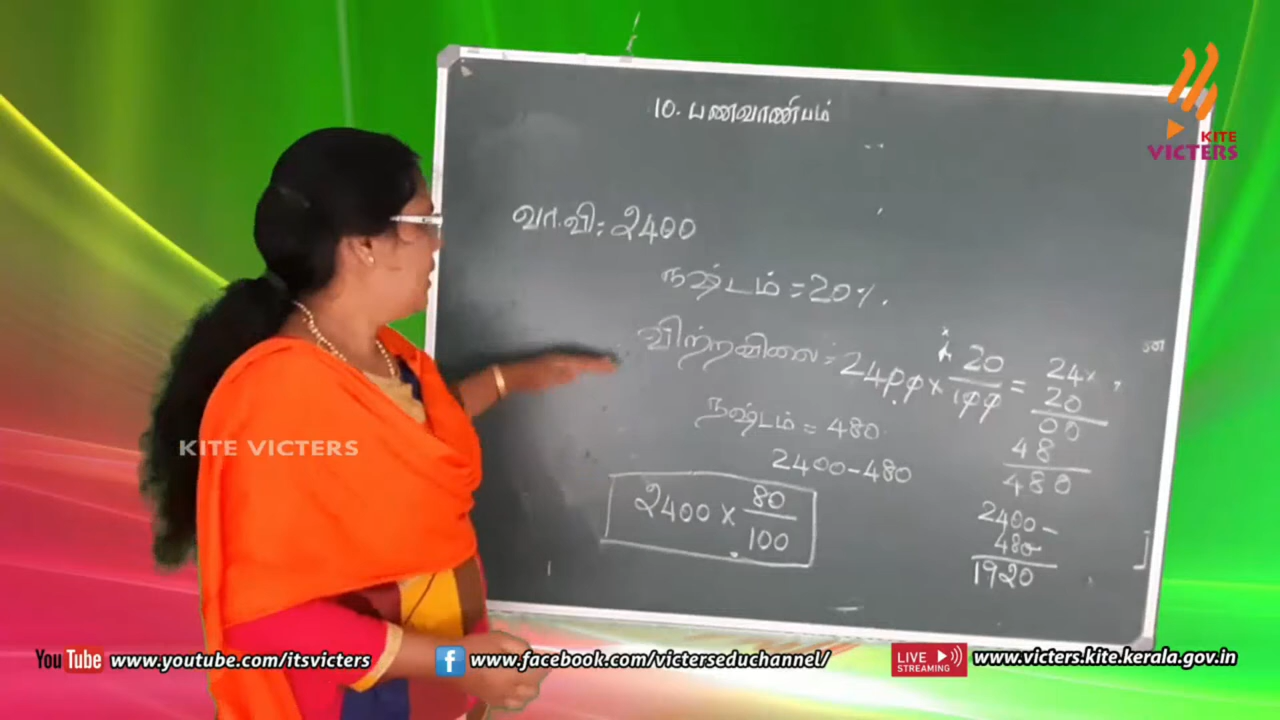 10. பணவாணிபம்
வா.வி: 2400
நஷ்டம் = 20%.
விற்றவிலை = 2400 × 20/100 = 24×
20
00
48
480
நஷ்டம் = 480
2400-480
2400 × 80/100
2400-
480
1920
KITE
VICTERS
KITE VICTERS
YouTube www.youtube.com/itsvicters
f www.facebook.com/victerseduchannel/
LIVE STREAMING www.victers.kite.kerala.gov.in